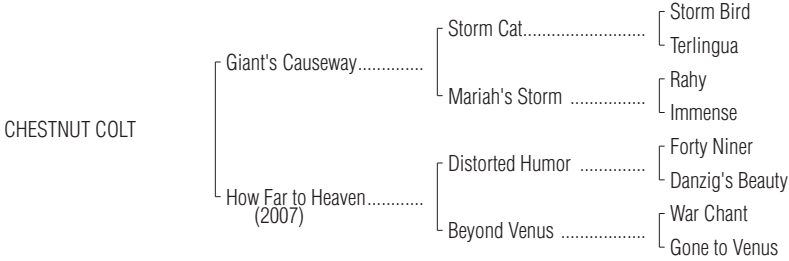 Storm Bird
Storm Cat..........................
Terlingua
Giant's Causeway..............
Rahy
Mariah's Storm ................
Immense
CHESTNUT COLT
Forty Niner
Distorted Humor ..............
Danzig's Beauty
How Far to Heaven............
(2007)
War Chant
Beyond Venus ..................
Gone to Venus